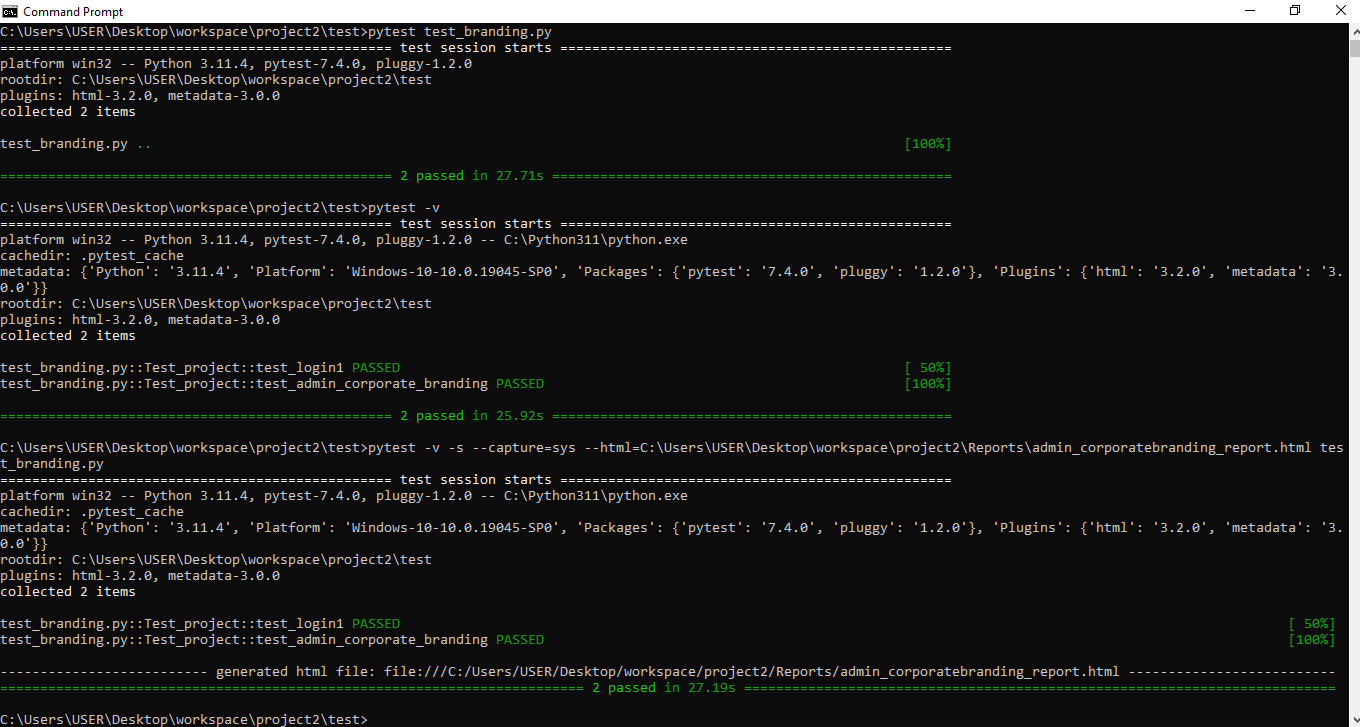 Command Prompt
C:\Users\USER\Desktop\workspace\project2\test>pytest test_branding.py
================================================= test session starts =================================================
platform win32 -- Python 3.11.4, pytest-7.4.0, pluggy-1.2.0
rootdir: C:\Users\USER\Desktop\workspace\project2\test
plugins: html-3.2.0, metadata-3.0.0
collected 2 items
test_branding.py .. [100%]
================================================= 2 passed in 27.71s ==================================================
C:\Users\USER\Desktop\workspace\project2\test>pytest -v
================================================= test session starts =================================================
platform win32 -- Python 3.11.4, pytest-7.4.0, pluggy-1.2.0 -- C:\Python311\python.exe
cachedir: .pytest_cache
metadata: {'Python': '3.11.4', 'Platform': 'Windows-10-10.0.19045-SP0', 'Packages': {'pytest': '7.4.0', 'pluggy': '1.2.0'}, 'Plugins': {'html': '3.2.0', 'metadata': '3.
0.0'}}
rootdir: C:\Users\USER\Desktop\workspace\project2\test
plugins: html-3.2.0, metadata-3.0.0
collected 2 items
test_branding.py::Test_project::test_login1 PASSED [ 50%]
test_branding.py::Test_project::test_admin_corporate_branding PASSED [100%]
================================================= 2 passed in 25.92s ==================================================
C:\Users\USER\Desktop\workspace\project2\test>pytest -v -s --capture=sys --html=C:\Users\USER\Desktop\workspace\project2\Reports\admin_corporatebranding_report.html tes
t_branding.py
================================================= test session starts =================================================
platform win32 -- Python 3.11.4, pytest-7.4.0, pluggy-1.2.0 -- C:\Python311\python.exe
cachedir: .pytest_cache
metadata: {'Python': '3.11.4', 'Platform': 'Windows-10-10.0.19045-SP0', 'Packages': {'pytest': '7.4.0', 'pluggy': '1.2.0'}, 'Plugins': {'html': '3.2.0', 'metadata': '3.
0.0'}}
rootdir: C:\Users\USER\Desktop\workspace\project2\test
plugins: html-3.2.0, metadata-3.0.0
collected 2 items
test_branding.py::Test_project::test_login1 PASSED [ 50%]
test_branding.py::Test_project::test_admin_corporate_branding PASSED [100%]
-------------------------- generated html file: file:///C:/Users/USER/Desktop/workspace/project2/Reports/admin_corporatebranding_report.html --------------------------
========================================================================= 2 passed in 27.19s ==========================================================================
C:\Users\USER\Desktop\workspace\project2\test>